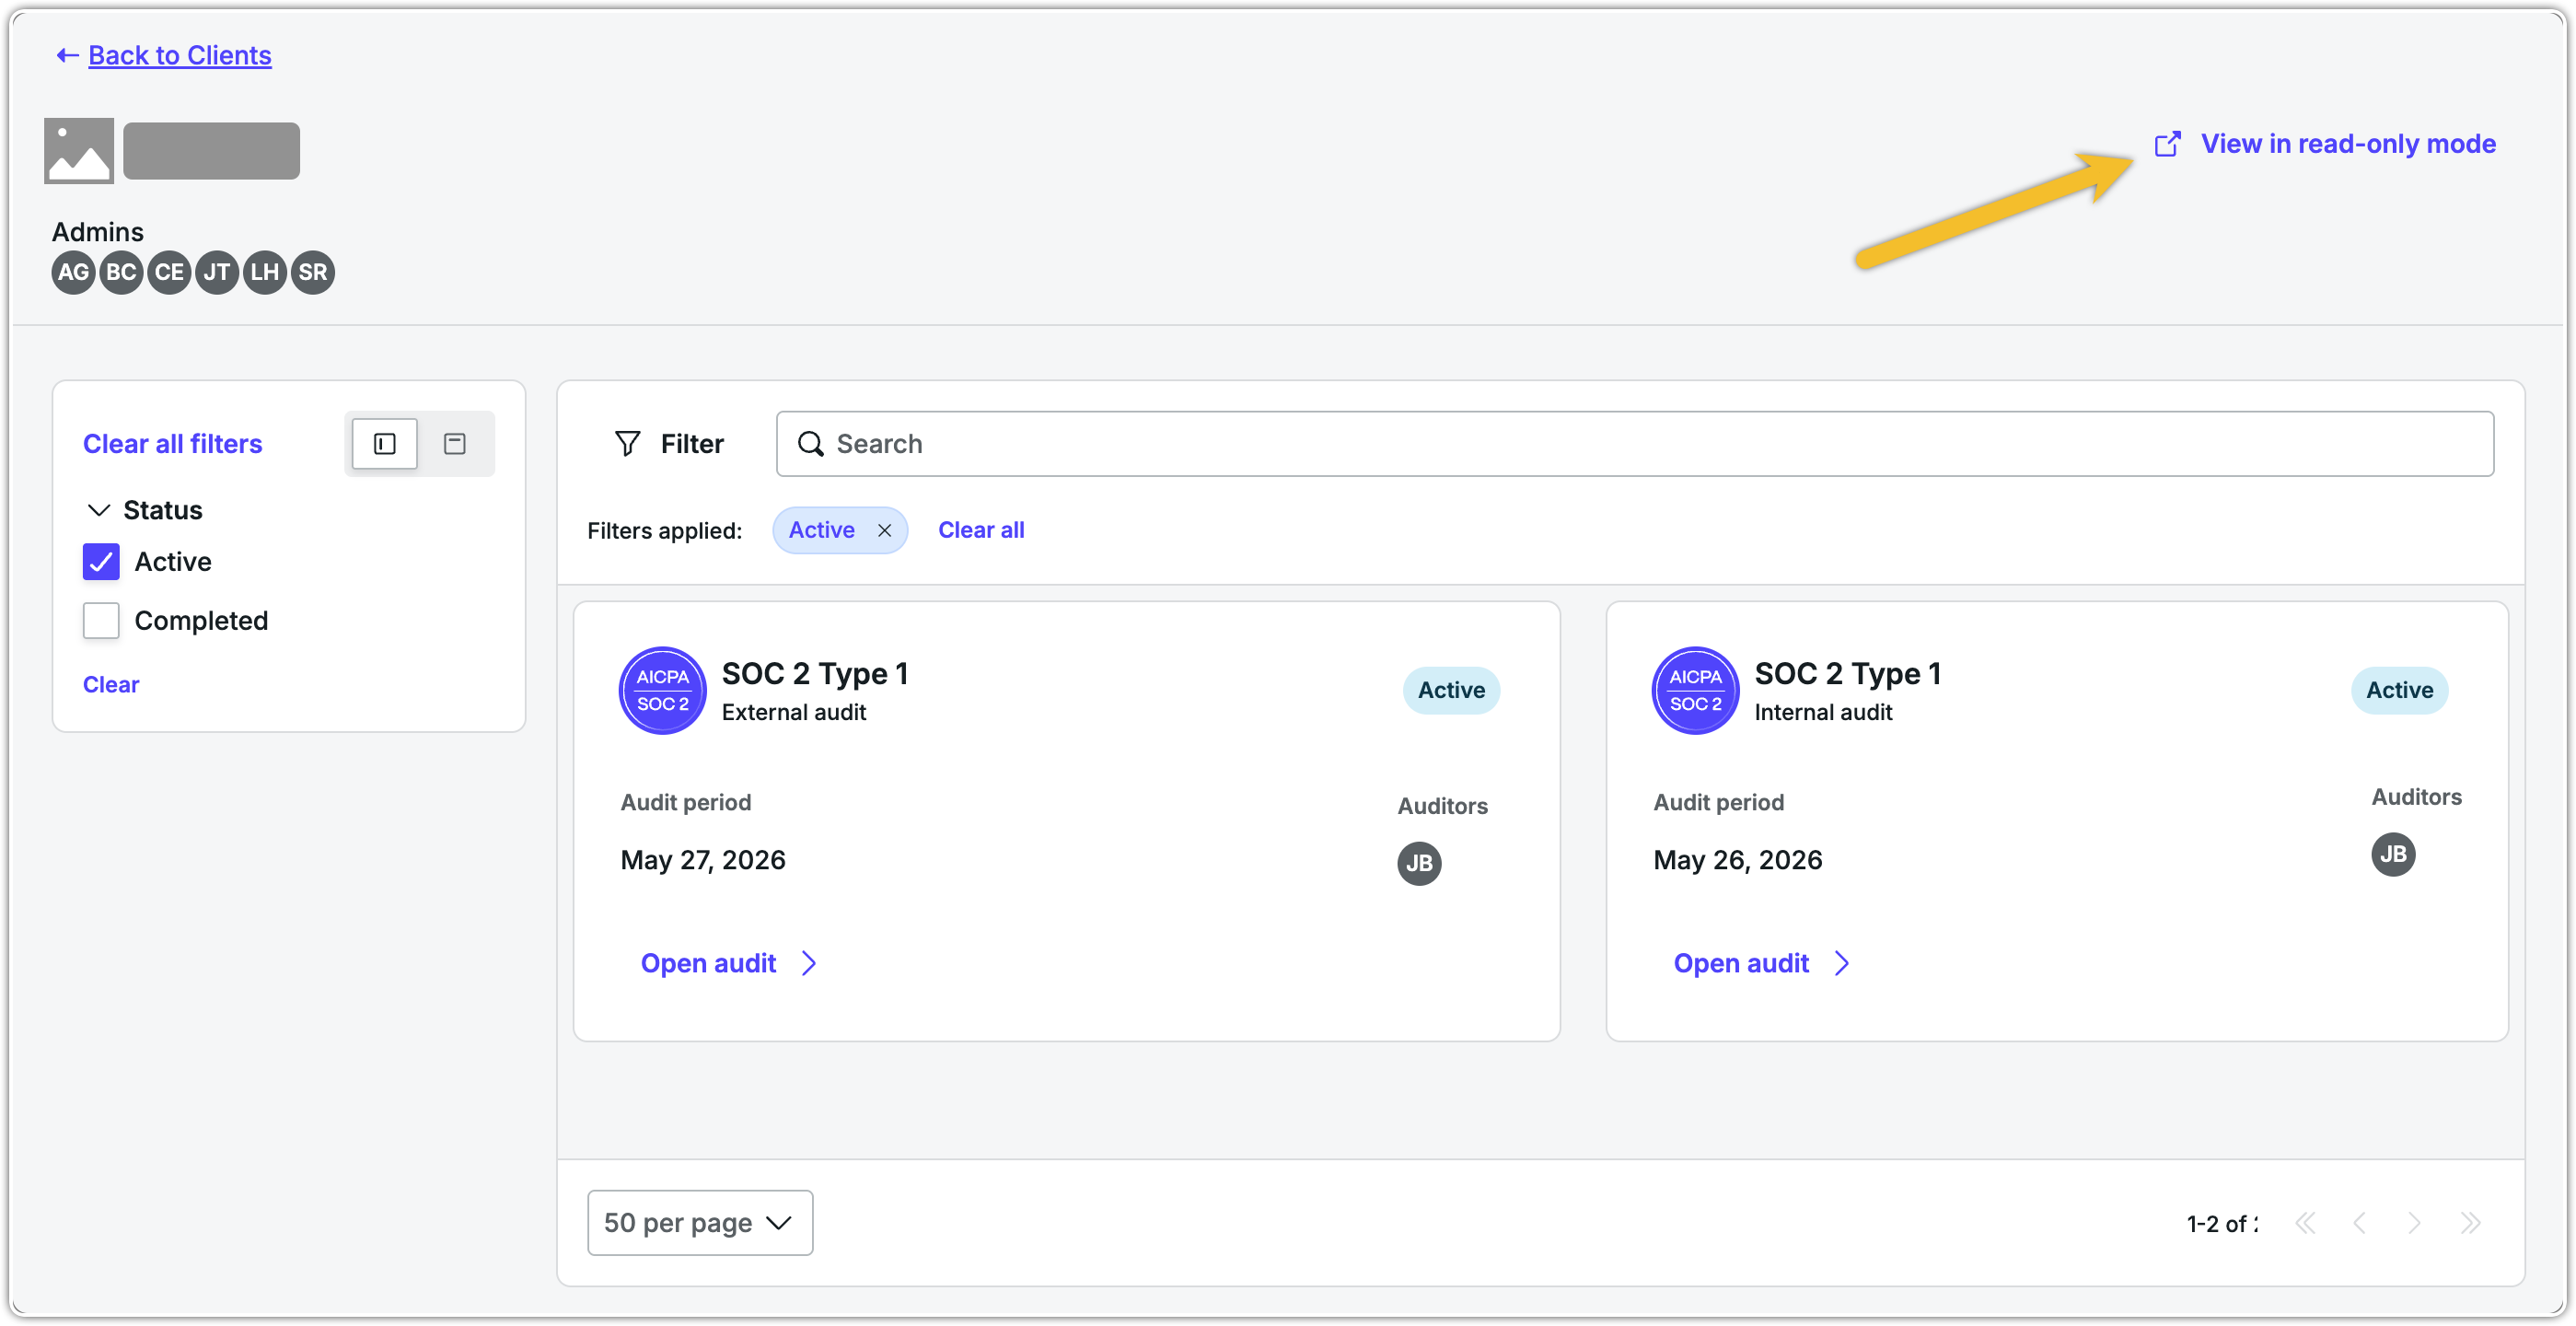 Back to Clients
View in read-only mode
Admins
AG BC CE JT LH SR
Clear all filters
Status
Active
Completed
Clear
Filter
Search
Filters applied: Active Clear all
AICPA
SOC 2
SOC 2 Type 1
External audit
Active
Audit period
May 27, 2026
Auditors
JB
Open audit
AICPA
SOC 2
SOC 2 Type 1
Internal audit
Active
Audit period
May 26, 2026
Auditors
JB
Open audit
50 per page
1-2 of